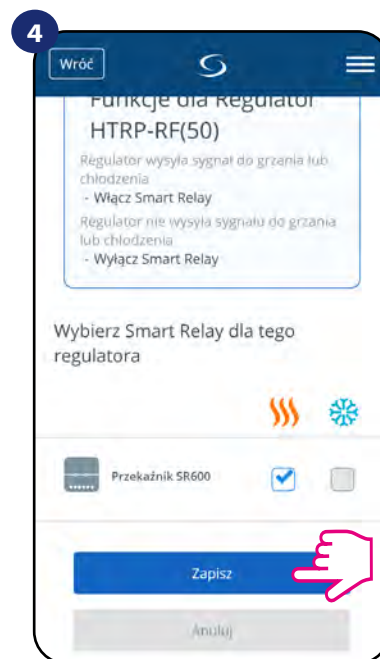 4
Wróć
Funkcje dla Regulator
HTRP-RF(50)
Regulator wysyła sygnał do grzania lub
chłodzenia
- Włącz Smart Relay
Regulator nie wysyła sygnału do grzania
lub chłodzenia
- Wyłącz Smart Relay
Wybierz Smart Relay dla tego
regulatora
Przekaźnik SR600
Zapisz
Anuluj